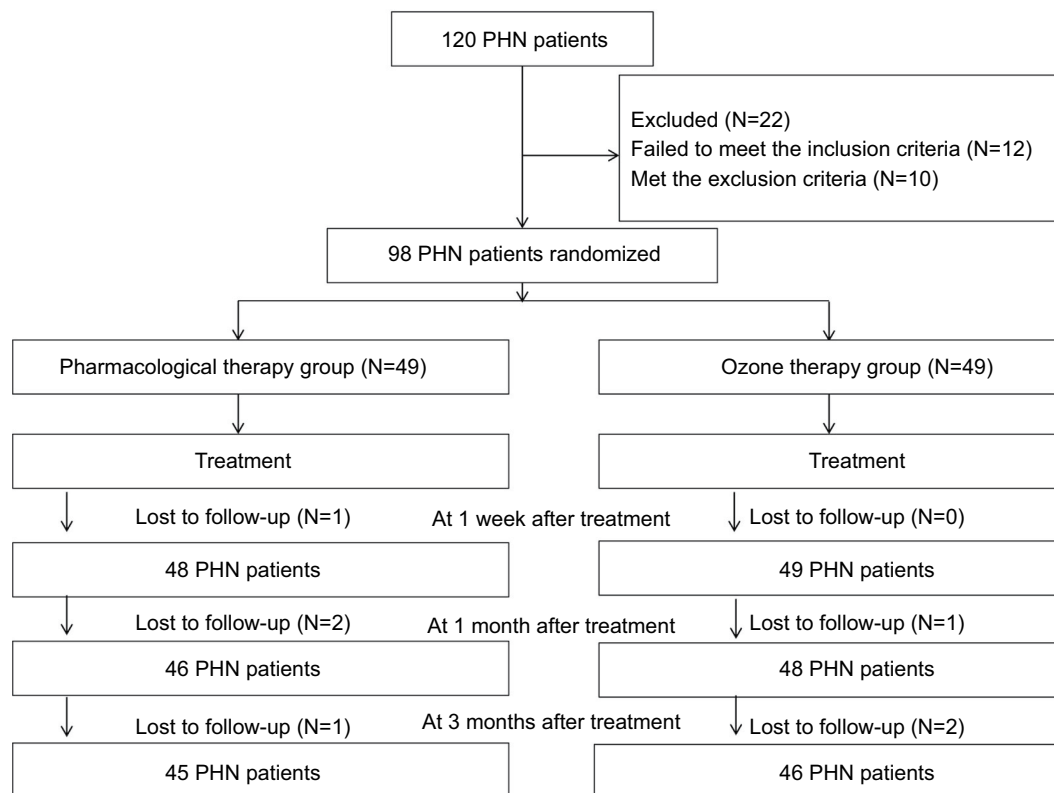 120 PHN patients
Excluded (N=22)
Failed to meet the inclusion criteria (N=12)
Met the exclusion criteria (N=10)
98 PHN patients randomized
Pharmacological therapy group (N=49)
Ozone therapy group (N=49)
Treatment
Treatment
Lost to follow-up (N=1)
At 1 week after treatment
Lost to follow-up (N=0)
48 PHN patients
49 PHN patients
Lost to follow-up (N=2)
At 1 month after treatment
Lost to follow-up (N=1)
46 PHN patients
48 PHN patients
Lost to follow-up (N=1)
At 3 months after treatment
Lost to follow-up (N=2)
45 PHN patients
46 PHN patients